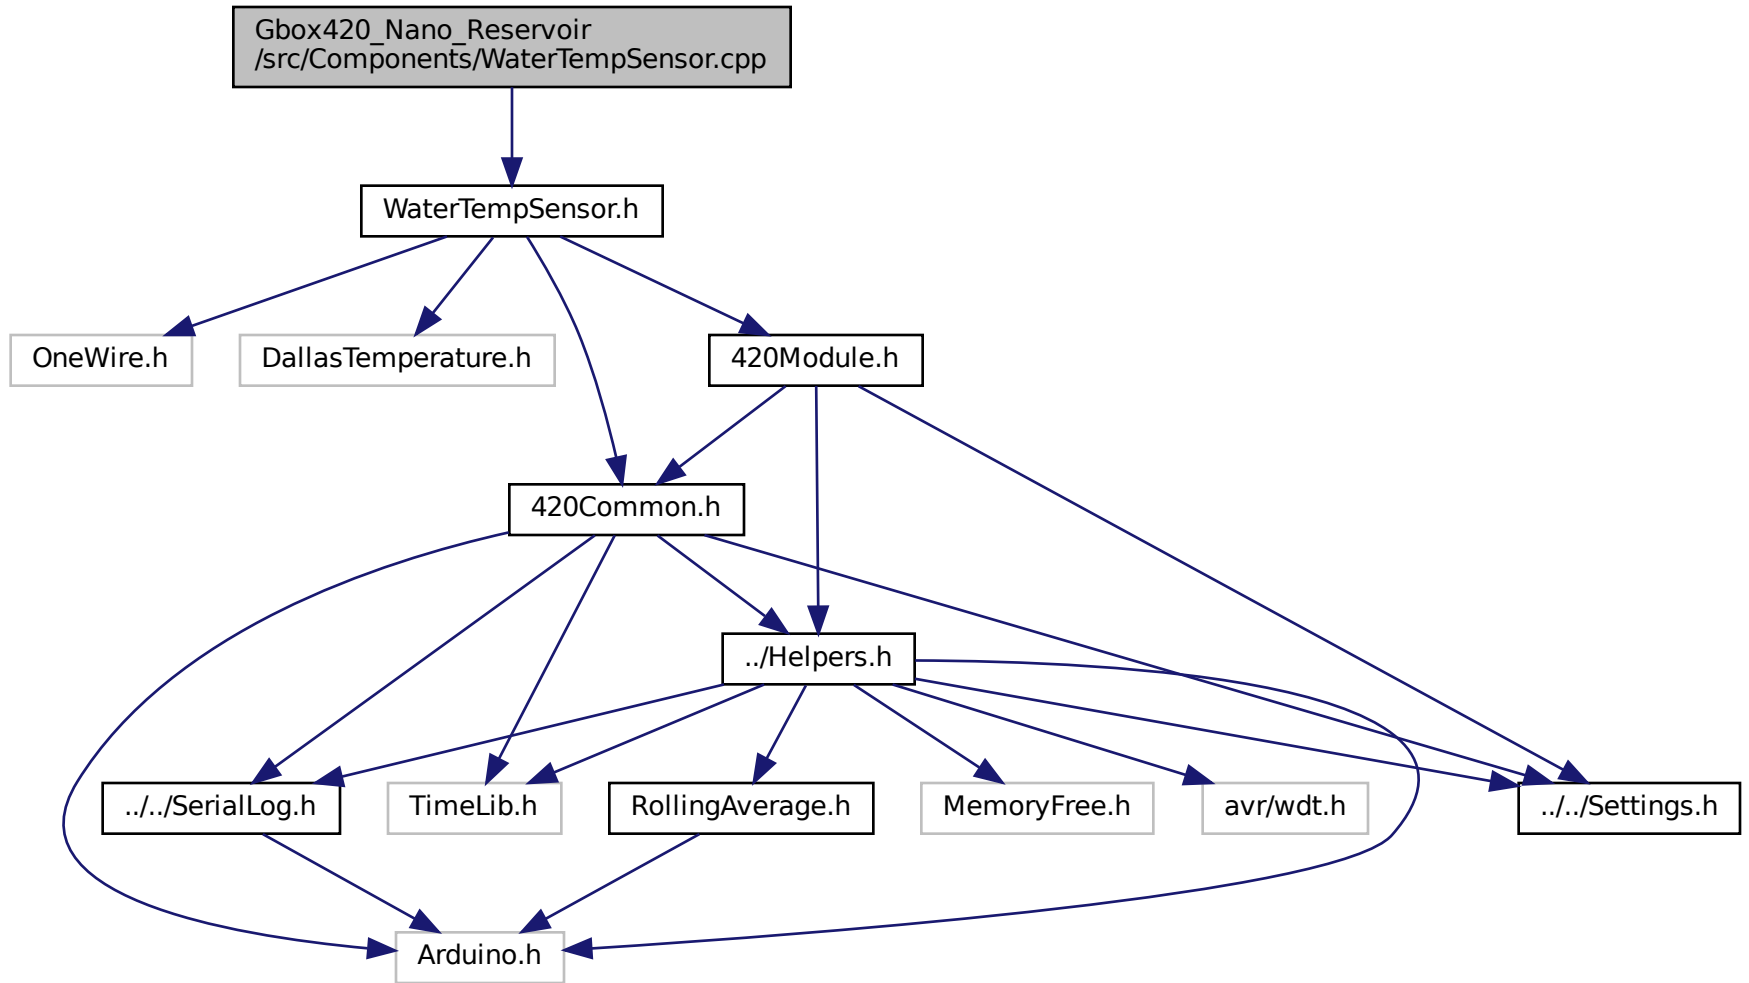 Gbox420_Nano_Reservoir
/src/Components/WaterTempSensor.cpp
WaterTempSensor.h
OneWire.h
DallasTemperature.h
420Module.h
420Common.h
../Helpers.h
../../SerialLog.h
TimeLib.h
RollingAverage.h
MemoryFree.h
avr/wdt.h
../../Settings.h
Arduino.h